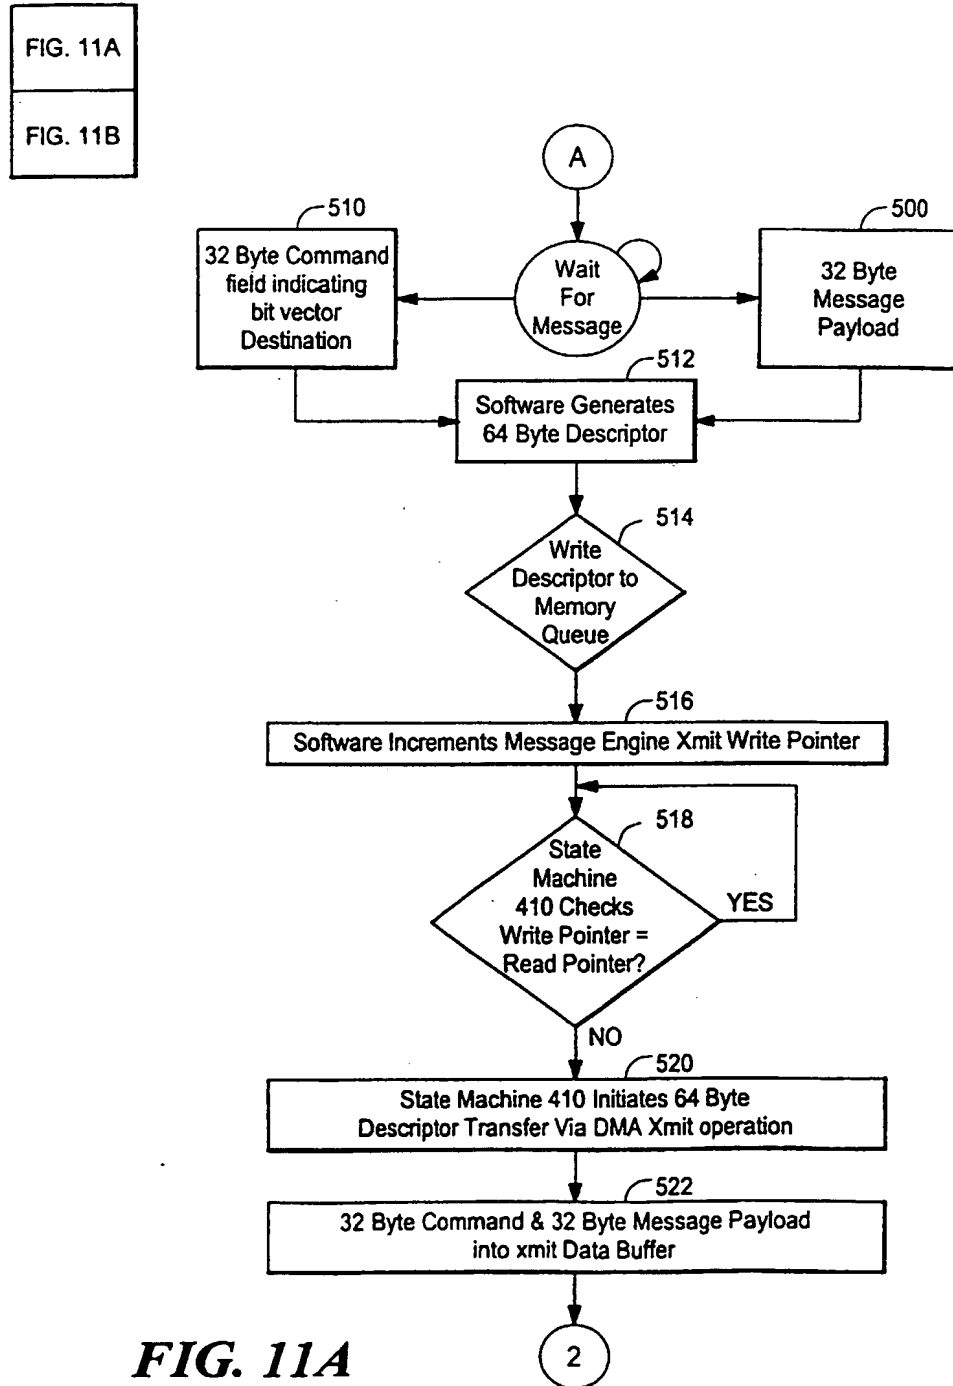 FIG. 11A
FIG. 11B
A
510
32 Byte Command
field indicating
bit vector
Destination
Wait
For
Message
500
32 Byte
Message
Payload
512
Software Generates
64 Byte Descriptor
514
Write
Descriptor to
Memory
Queue
516
Software Increments Message Engine Xmit Write Pointer
518
State
Machine
410 Checks
Write Pointer =
Read Pointer?
YES
NO
520
State Machine 410 Initiates 64 Byte
Descriptor Transfer Via DMA Xmit operation
522
32 Byte Command & 32 Byte Message Payload
into xmit Data Buffer
2
FIG. 11A